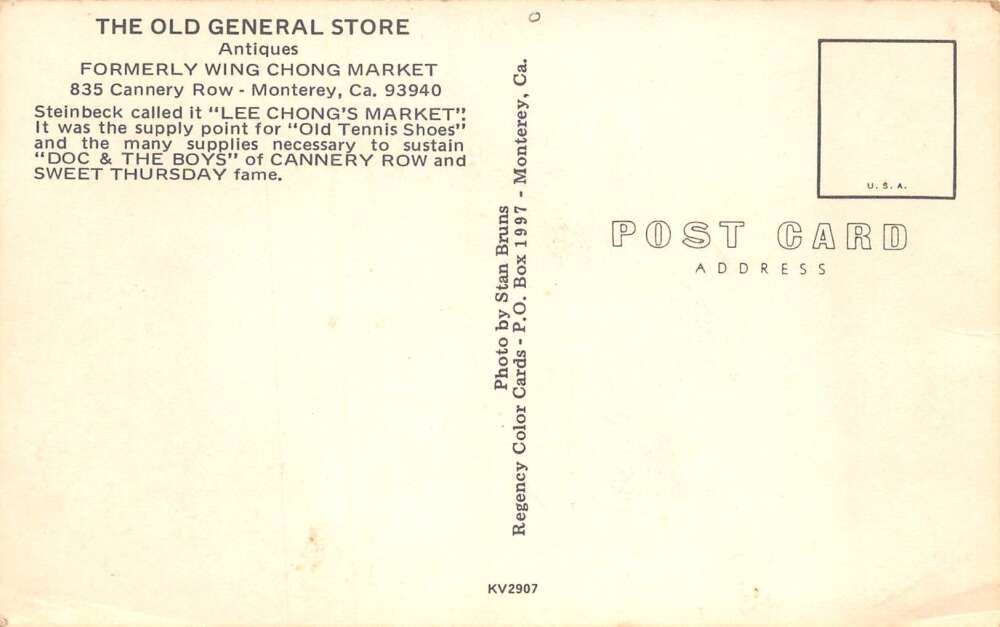 THE OLD GENERAL STORE
Antiques
FORMERLY WING CHONG MARKET
835 Cannery Row - Monterey, Ca. 93940
Steinbeck called it "LEE CHONG'S MARKET".
It was the supply point for "Old Tennis Shoes"
and the many supplies necessary to sustain
"DOC & THE BOYS" of CANNERY ROW and
SWEET THURSDAY fame.
Photo by Stan Bruns
Regency Color Cards - P.O. Box 1997 - Monterey, Ca.
KV2907
U. S. A.
POST CARD
ADDRESS